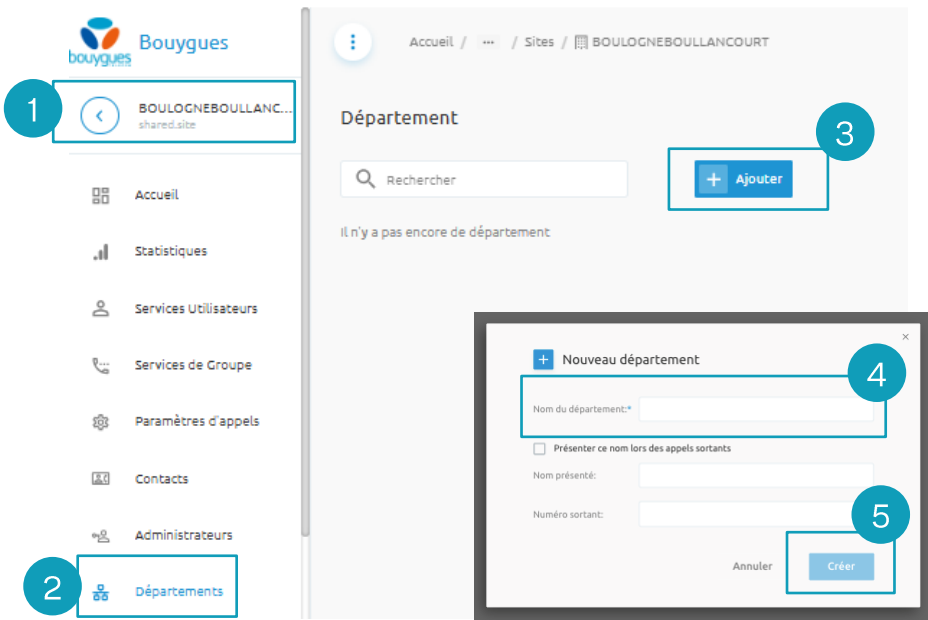 bouygues
Bouygues
Accueil / ... / Sites / BOULOGNEBOULLANCOURT
1
BOULOGNEBOULLANC...
shared.site
Département
3
Rechercher
+ Ajouter
Il n'y a pas encore de département
Accueil
Statistiques
Services Utilisateurs
Services de Groupe
Paramètres d'appels
Contacts
Administrateurs
2
Départements
×
+ Nouveau département
4
Nom du département:*
Présenter ce nom lors des appels sortants
Nom présenté:
Numéro sortant:
5
Annuler
Créer